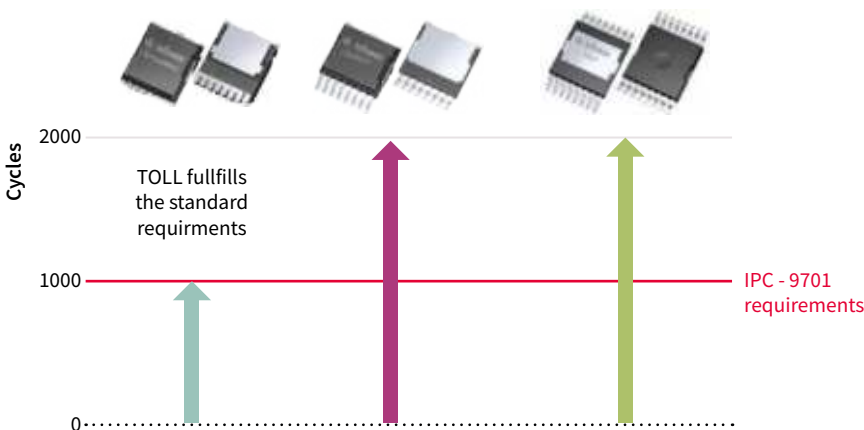 2000
Cycles
TOLL fullfills
the standard
requirments
1000
IPC - 9701
requirements
0